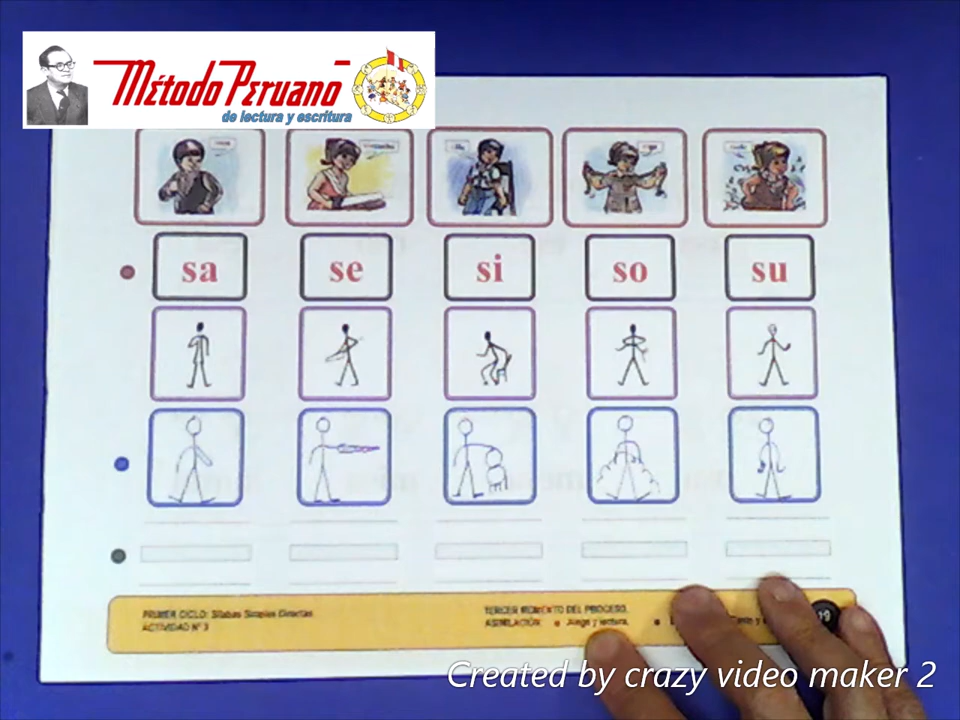 Método Peruano
de lectura y escritura
sa se si so su
PRIMER CICLO: Sílabas Simples Directas
ACTIVIDAD Nº 3
TERCER MOMENTO DEL PROCESO.
ASIMILACIÓN Juego y lectura.
Created by crazy video maker 2